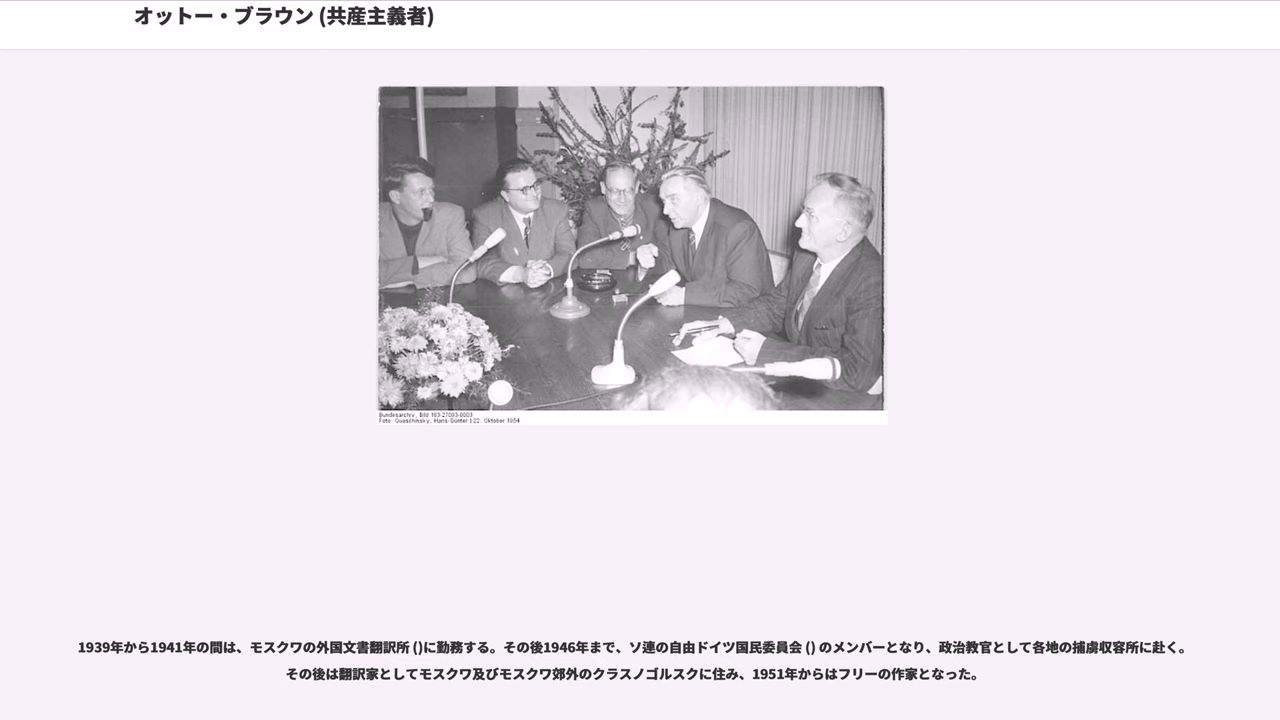 オットー・ブラウン (共産主義者)
Bundesarchiv, Bild 183-27093-0003
Foto: Quaschinsky, Hans-Günter | 22. Oktober 1954
1939年から1941年の間は、モスクワの外国文書翻訳所 ()に勤務する。その後1946年まで、ソ連の自由ドイツ国民委員会 () のメンバーとなり、政治教官として各地の捕虜収容所に赴く。
その後は翻訳家としてモスクワ及びモスクワ郊外のクラスノゴルスクに住み、1951年からはフリーの作家となった。